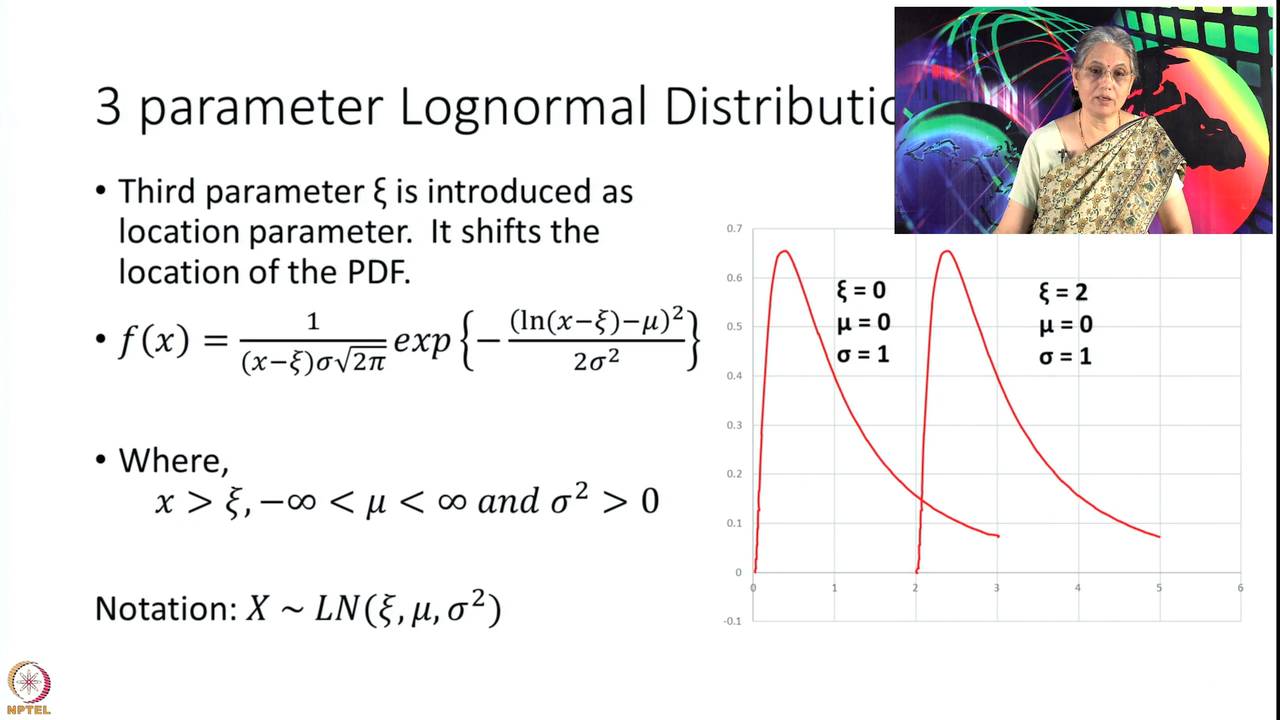 3 parameter Lognormal Distributio
• Third parameter ξ is introduced as
location parameter. It shifts the
location of the PDF.
• f(x) = 1/((x−ξ)σ√2π) exp{−(ln(x−ξ)−μ)²/2σ²}
• Where,
x > ξ, −∞ < μ < ∞ and σ² > 0
Notation: X ~ LN(ξ, μ, σ²)
0.7
0.6
0.5
0.4
0.3
0.2
0.1
0
-0.1
0 1 2 3 4 5 6
ξ = 0
μ = 0
σ = 1
ξ = 2
μ = 0
σ = 1
NPTEL